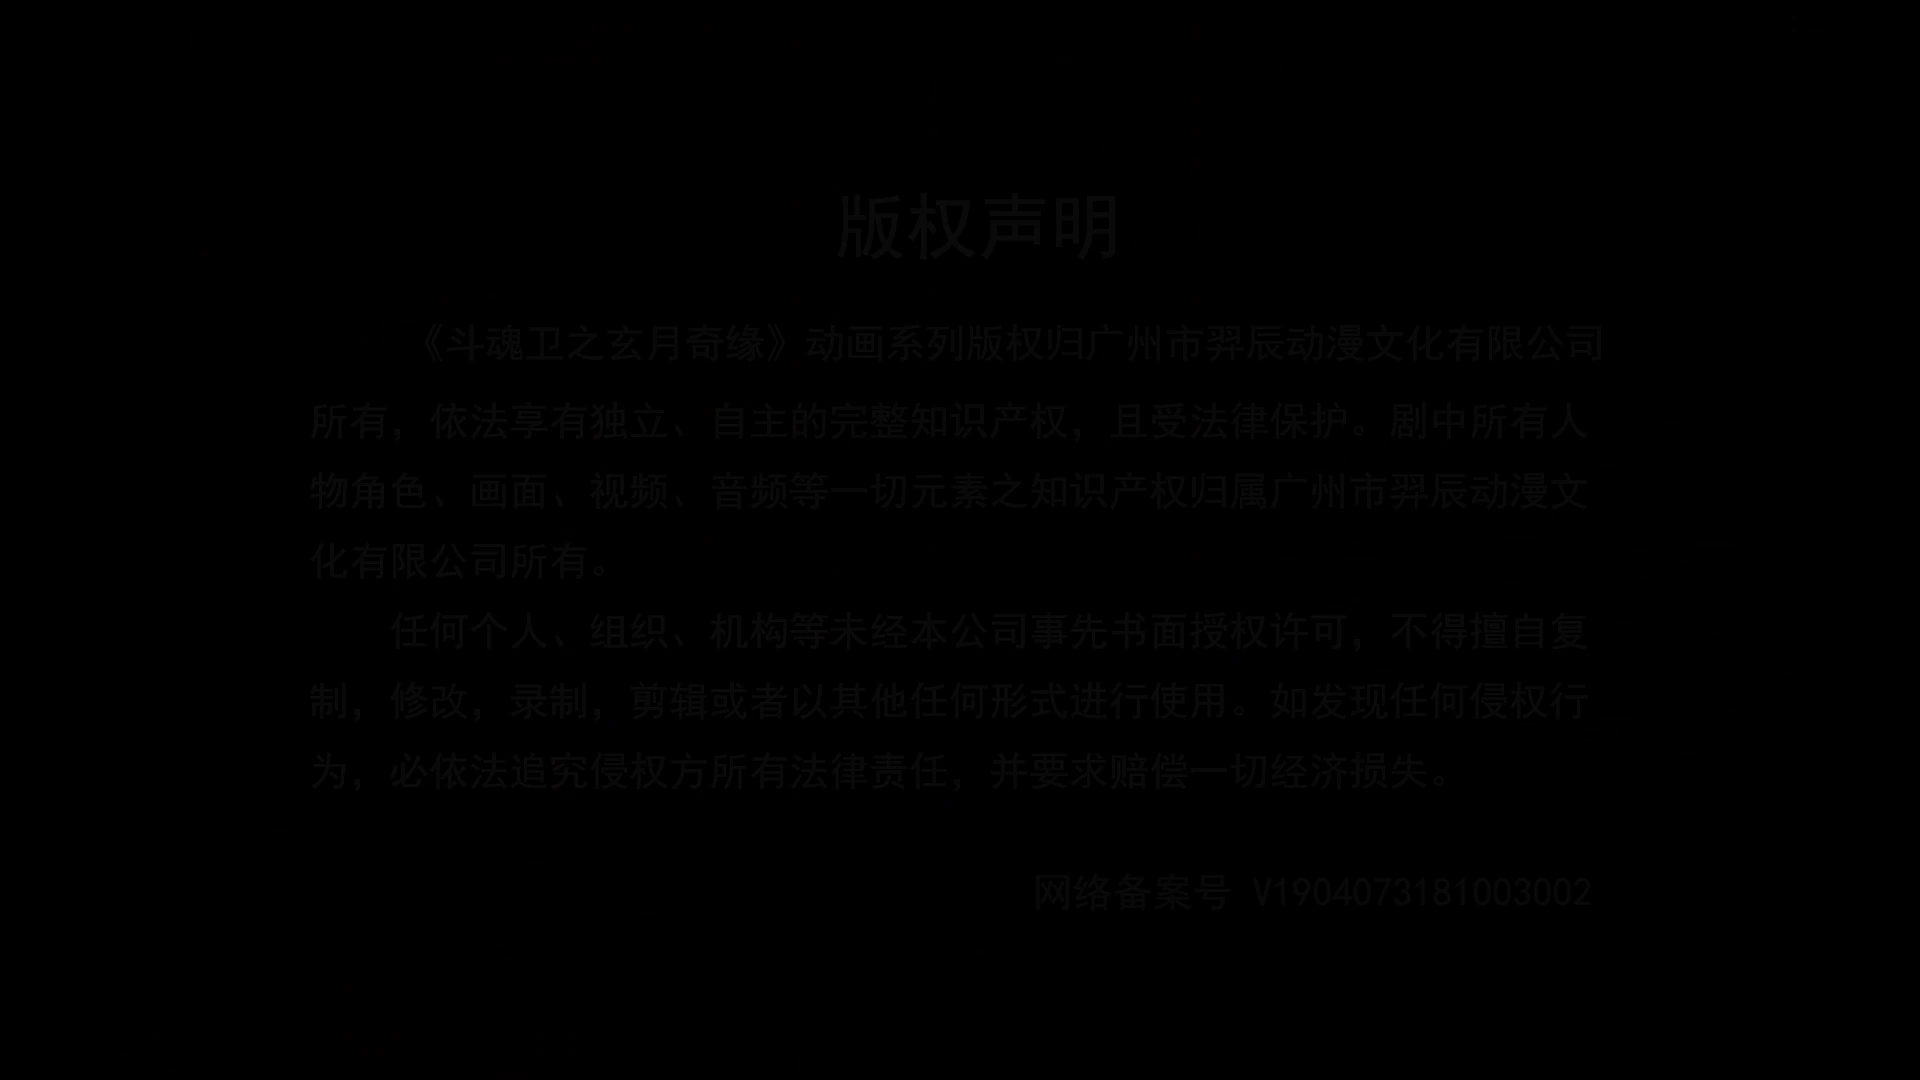 版权声明
《斗魂卫之玄月奇缘》动画系列版权归广州市羿辰动漫文化有限公司
所有，依法享有独立、自主的完整知识产权，且受法律保护。剧中所有人
物角色、画面、视频、音频等一切元素之知识产权归属广州市羿辰动漫文
化有限公司所有。
任何个人、组织、机构等未经本公司事先书面授权许可，不得擅自复
制，修改，录制，剪辑或者以其他任何形式进行使用。如发现任何侵权行
为，必依法追究侵权方所有法律责任，并要求赔偿一切经济损失。
网络备案号 V1904073181003002